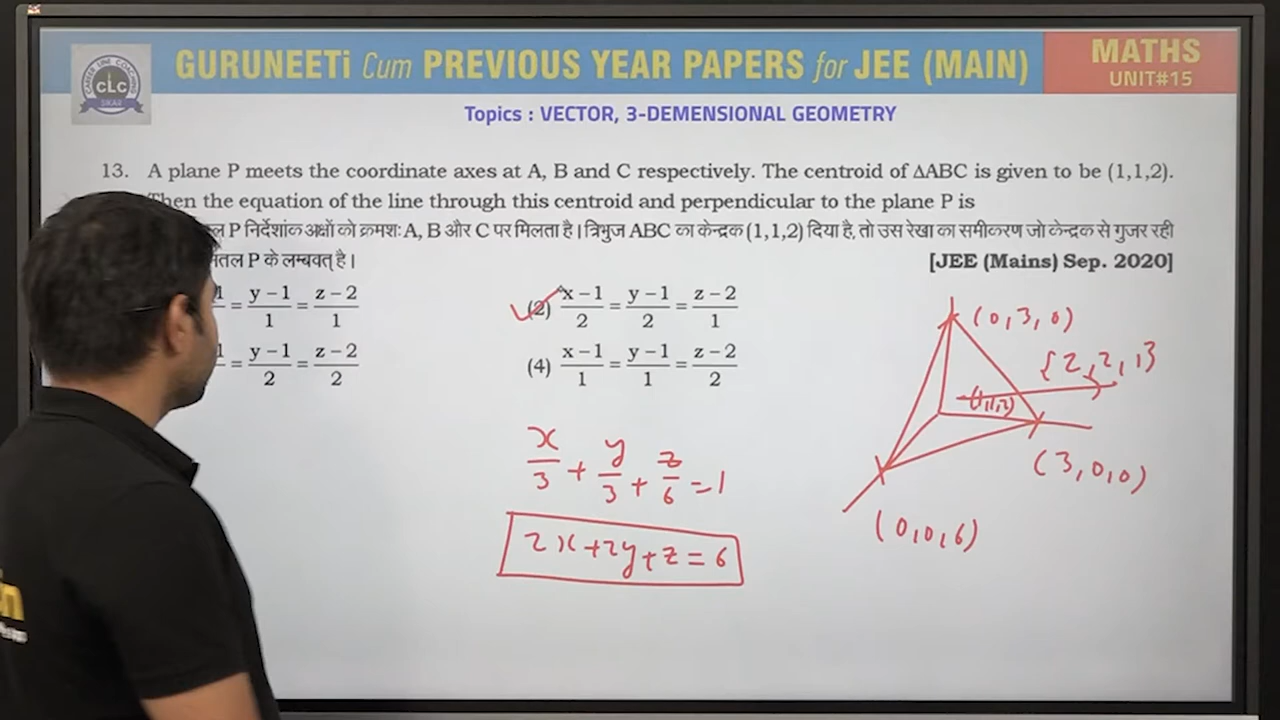 GURUNEETi Cum PREVIOUS YEAR PAPERS for JEE (MAIN)
MATHS
UNIT#15
CLC
SIKAR
Topics : VECTOR, 3-DEMENSIONAL GEOMETRY
13. A plane P meets the coordinate axes at A, B and C respectively. The centroid of ΔABC is given to be (1,1,2).
Then the equation of the line through this centroid and perpendicular to the plane P is
P निर्देशांक अक्षों को क्रमशः A, B और C पर मिलता है। त्रिभुज ABC का केन्द्रक (1,1,2) दिया है, तो उस रेखा का समीकरण जो केन्द्रक से गुजर रही
P के लम्बवत् है।
[JEE (Mains) Sep. 2020]
1 = (y−1)/1 = (z−2)/1
(2) (x−1)/2 = (y−1)/2 = (z−2)/1
1 = (y−1)/2 = (z−2)/2
(4) (x−1)/1 = (y−1)/1 = (z−2)/2
(0,3,0)
{2,2,1}
(1,1,2)
(3,0,0)
(0,0,6)
x/3 + y/3 + z/6 = 1
2x+2y+z=6